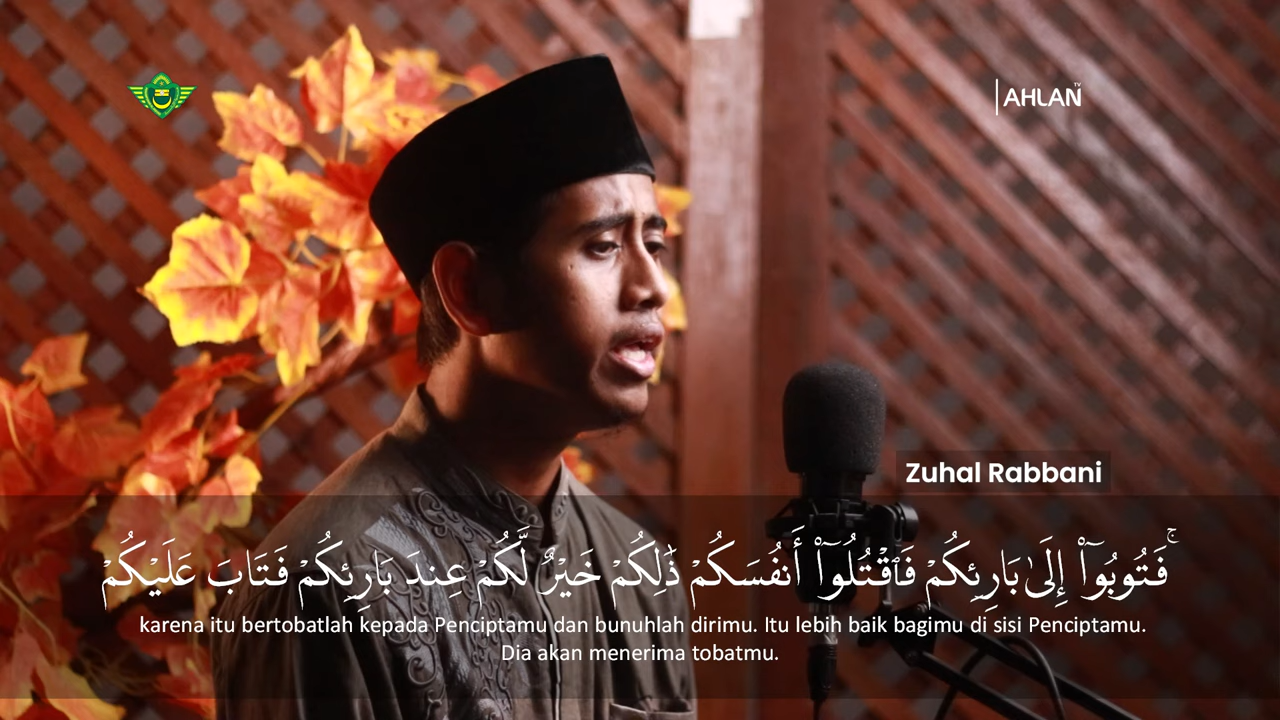 AHLAN TV
Zuhal Rabbani
فَتُوبُوٓا۟ إِلَىٰ بَارِئِكُمْ فَٱقْتُلُوٓا۟ أَنفُسَكُمْ ذَٰلِكُمْ خَيْرٌ لَّكُمْ عِندَ بَارِئِكُمْ فَتَابَ عَلَيْكُمْ ۚ
karena itu bertobatlah kepada Penciptamu dan bunuhlah dirimu. Itu lebih baik bagimu di sisi Penciptamu.
Dia akan menerima tobatmu.